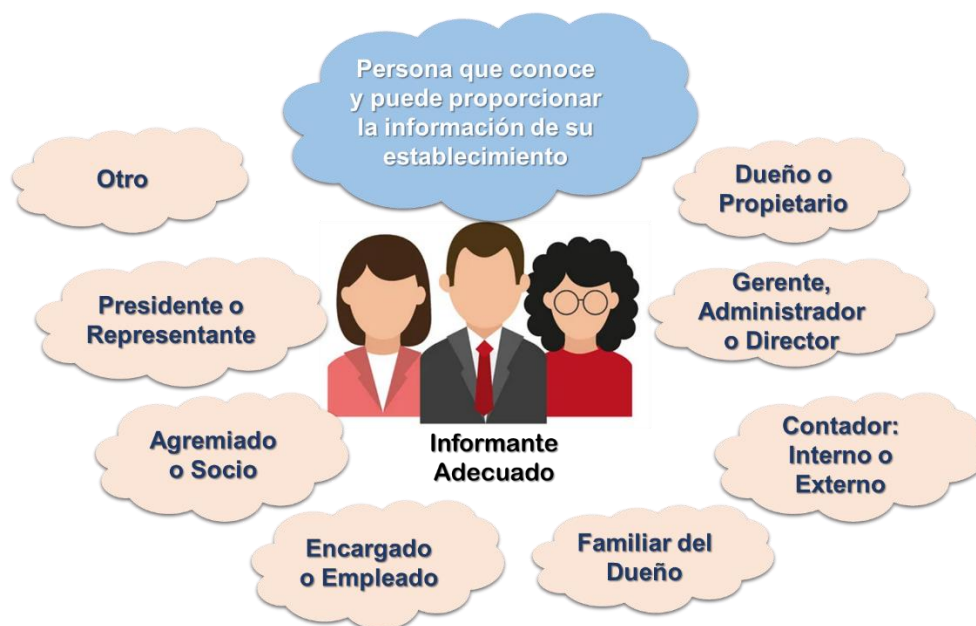 Persona que conoce
y puede proporcionar
la información de su
establecimiento
Otro
Dueño o
Propietario
Presidente o
Representante
Gerente,
Administrador
o Director
Agremiado
o Socio
Informante
Adecuado
Contador:
Interno o
Externo
Encargado
o Empleado
Familiar del
Dueño